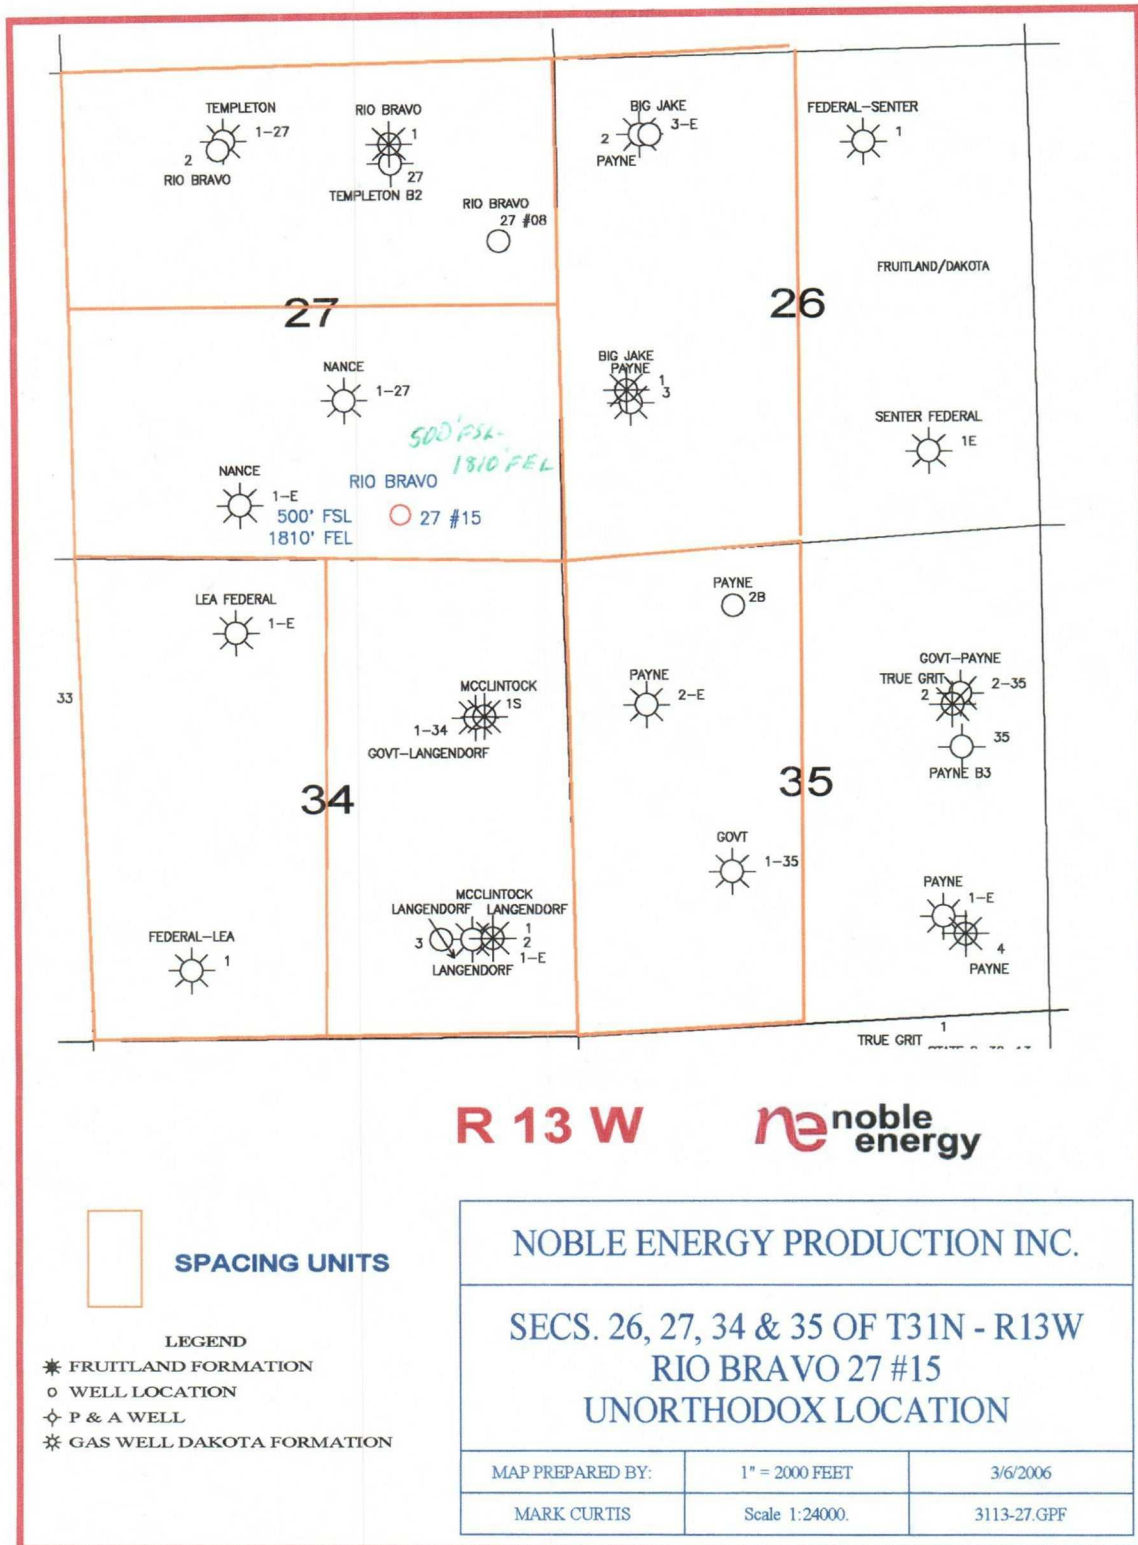 TEMPLETON
1-27
2
RIO BRAVO
RIO BRAVO
1
27
TEMPLETON B2
RIO BRAVO
27 #08
BIG JAKE
3-E
2
PAYNE
FEDERAL-SENTER
1
FRUITLAND/DAKOTA
27
26
NANCE
1-27
BIG JAKE
PAYNE
1
3
SENTER FEDERAL
1E
500' FSL
1810' FEL
NANCE
1-E
500' FSL
1810' FEL
RIO BRAVO
27 #15
LEA FEDERAL
1-E
PAYNE
2B
33
MCCLINTOCK
1S
1-34
GOVT-LANGENDORF
PAYNE
2-E
GOVT-PAYNE
TRUE GRIT
2-35
2
35
PAYNE B3
34
35
GOVT
1-35
MCCLINTOCK
LANGENDORF LANGENDORF
3
1
2
1-E
LANGENDORF
FEDERAL-LEA
1
PAYNE
1-E
4
PAYNE
1
TRUE GRIT
R 13 W
ne noble
energy
SPACING UNITS
LEGEND
FRUITLAND FORMATION
WELL LOCATION
P & A WELL
GAS WELL DAKOTA FORMATION
NOBLE ENERGY PRODUCTION INC.
SECS. 26, 27, 34 & 35 OF T31N - R13W
RIO BRAVO 27 #15
UNORTHODOX LOCATION
MAP PREPARED BY: 1" = 2000 FEET 3/6/2006
MARK CURTIS Scale 1:24000. 3113-27.GPF